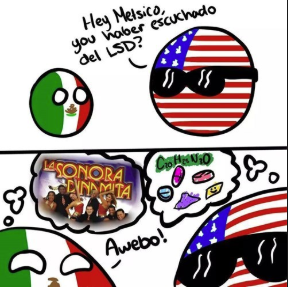 Hey Melsico,
you haber escuchado
del LSD?
LA SONORA
DINAMITA
Awebo!